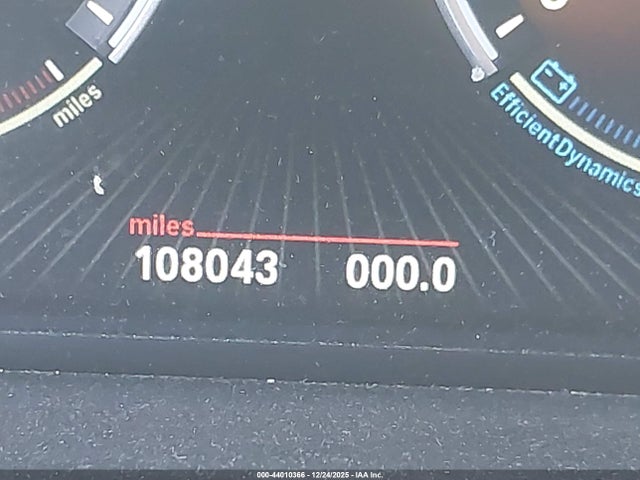 miles
EfficientDynamics
miles
108043 000.0
000-44010366 - 12/24/2025 - IAA Inc.